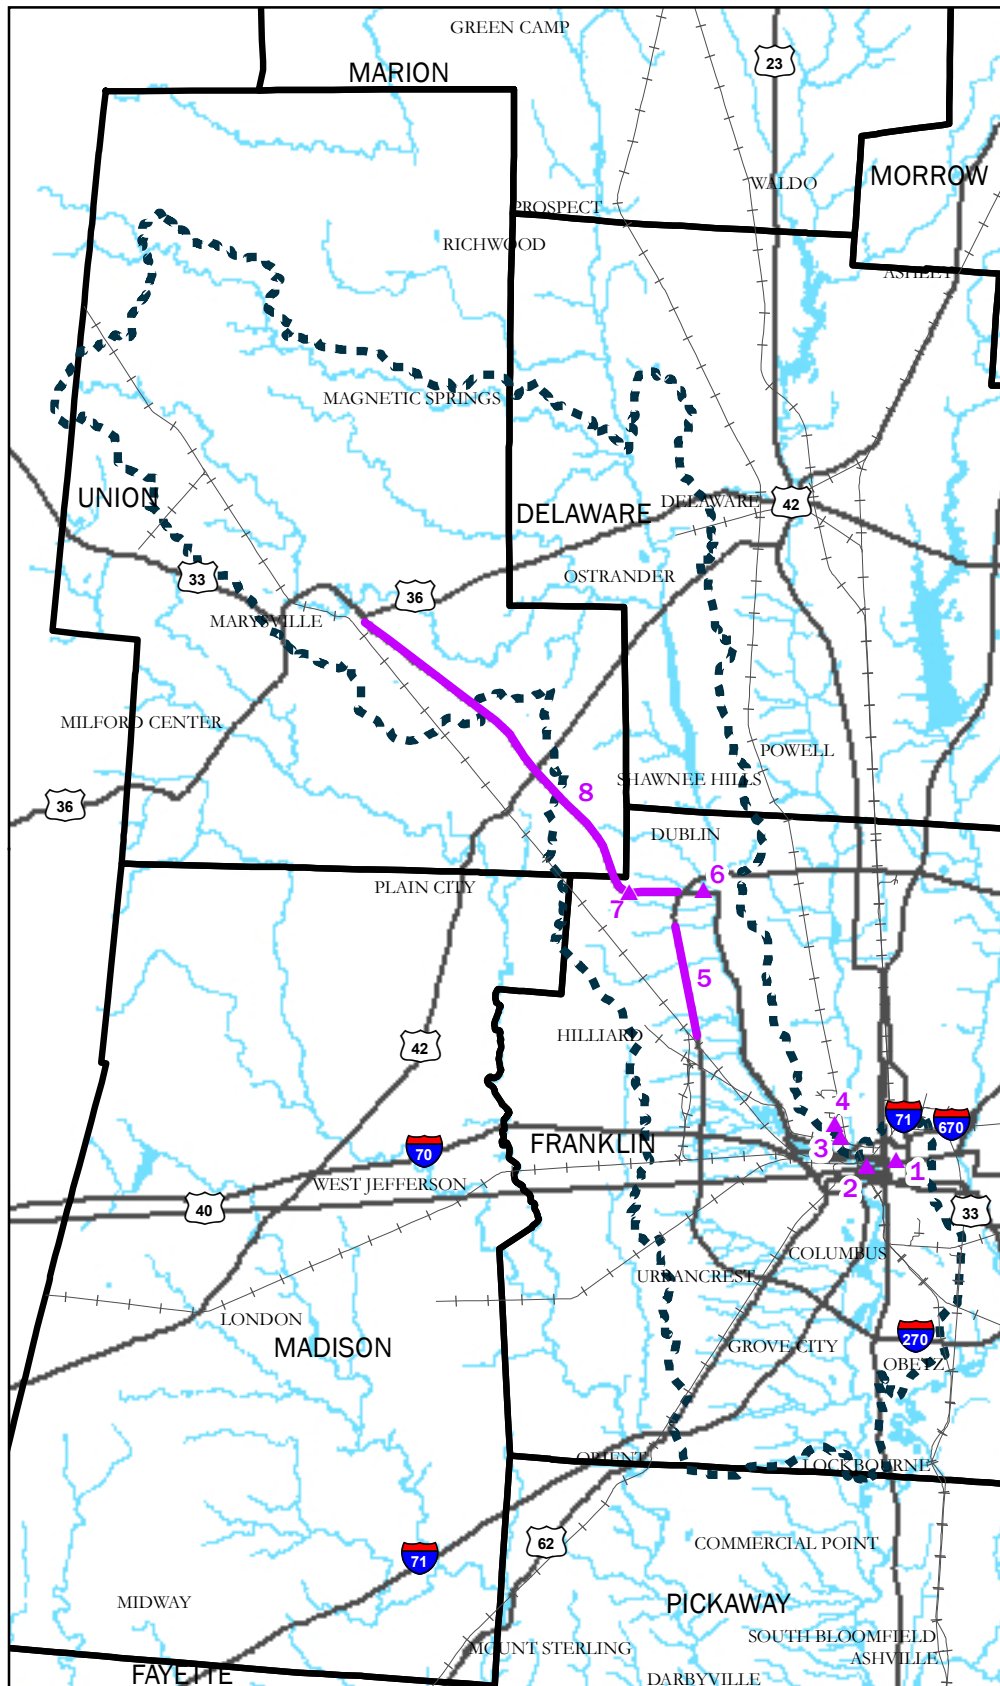 GREEN CAMP
23
MARION
MORROW
WALDO
PROSPECT
RICHWOOD
ASHLEY
MAGNETIC SPRINGS
UNION
DELAWARE
DELAWARE
42
33
OSTRANDER
36
MARYSVILLE
MILFORD CENTER
POWELL
SHAWNEE HILLS
8
36
DUBLIN
6
PLAIN CITY
7
5
HILLIARD
42
4
71
670
FRANKLIN
3
70
1
WEST JEFFERSON
2
40
33
COLUMBUS
URBANCREST
LONDON
270
MADISON
GROVE CITY
OBETZ
ORIENT
LOCKBOURNE
62
COMMERCIAL POINT
71
MIDWAY
PICKAWAY
SOUTH BLOOMFIELD
MOUNT STERLING
ASHVILLE
FAYETTE
DARBYVILLE